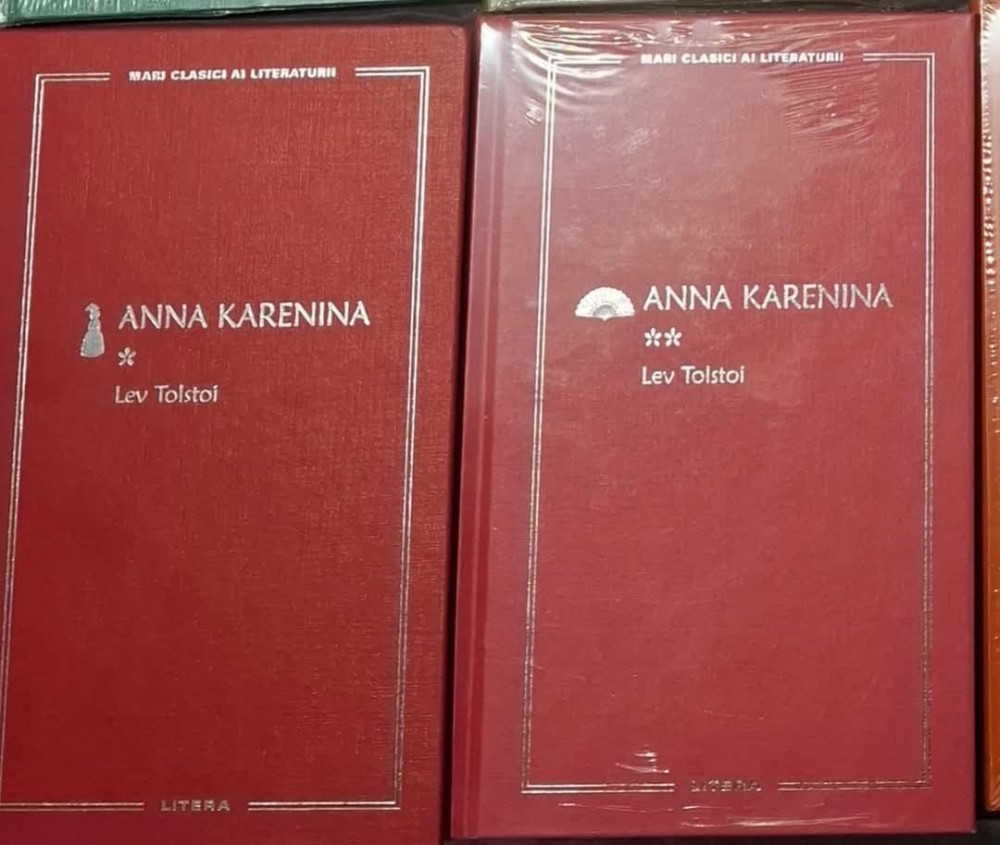 MARI CLASICI AI LITERATURII
ANNA KARENINA
*
Lev Tolstoi
LITERA
MARI CLASICI AI LITERATURII
ANNA KARENINA
**
Lev Tolstoi
LITERA